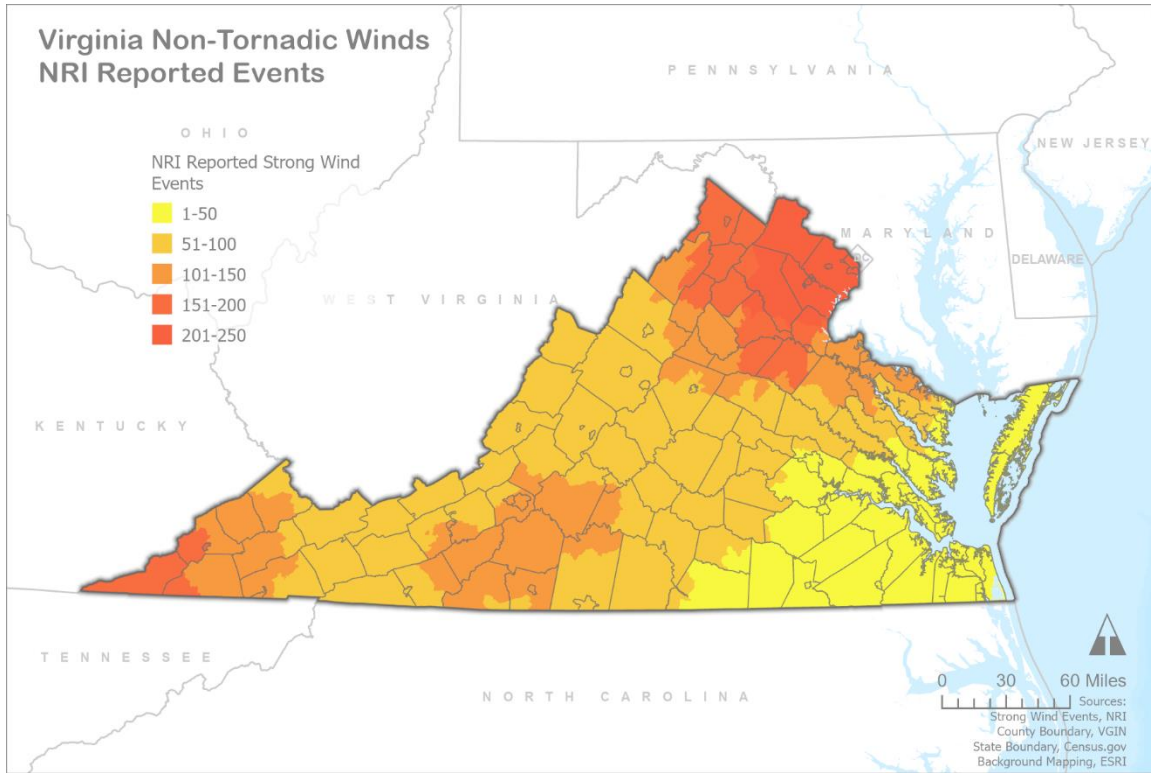 Virginia Non-Tornadic Winds
NRI Reported Events
PENNSYLVANIA
OHIO
NEW JERSEY
NRI Reported Strong Wind
Events
1-50
51-100
101-150
151-200
201-250
MARYLAND
DC
DELAWARE
WEST VIRGINIA
KENTUCKY
TENNESSEE
NORTH CAROLINA
0 30 60 Miles
Sources:
Strong Wind Events, NRI
County Boundary, VGIN
State Boundary, Census.gov
Background Mapping, ESRI